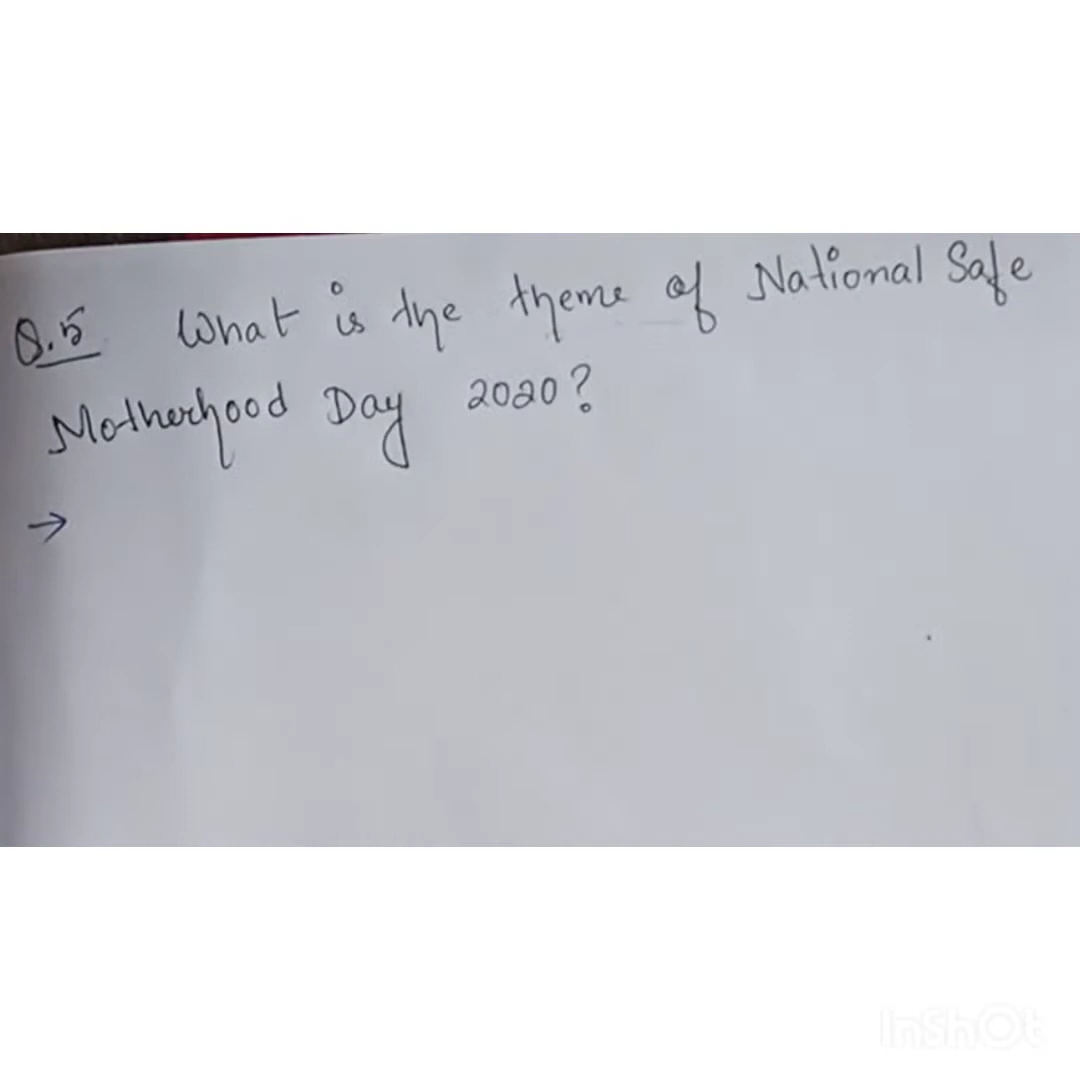 Q.5 What is the theme of National Safe
Motherhood Day 2020?
→
InShOt